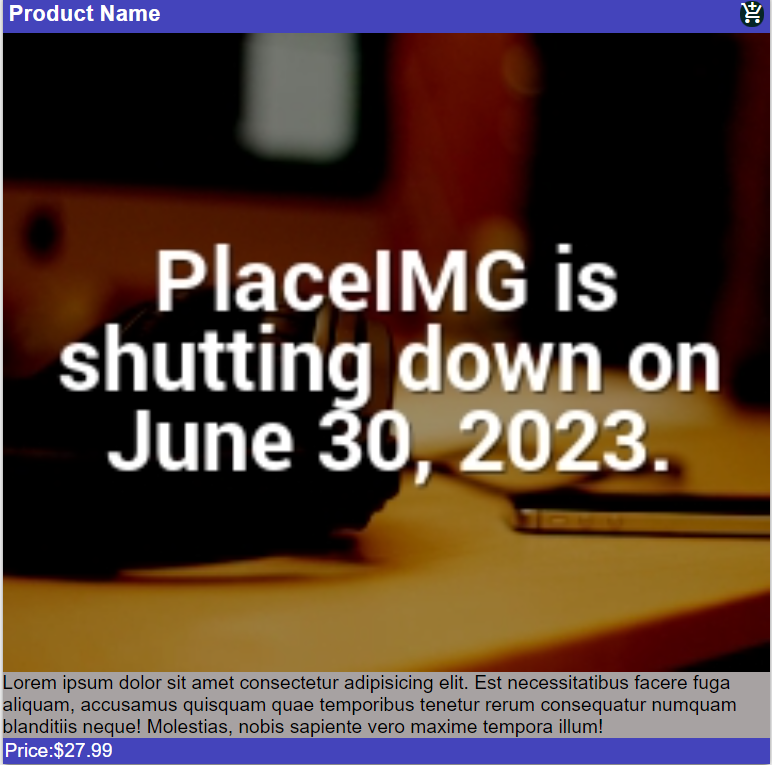 Product Name
PlaceIMG is
shutting down on
June 30, 2023.
Lorem ipsum dolor sit amet consectetur adipisicing elit. Est necessitatibus facere fuga
aliquam, accusamus quisquam quae temporibus tenetur rerum consequatur numquam
blanditiis neque! Molestias, nobis sapiente vero maxime tempora illum!
Price:$27.99